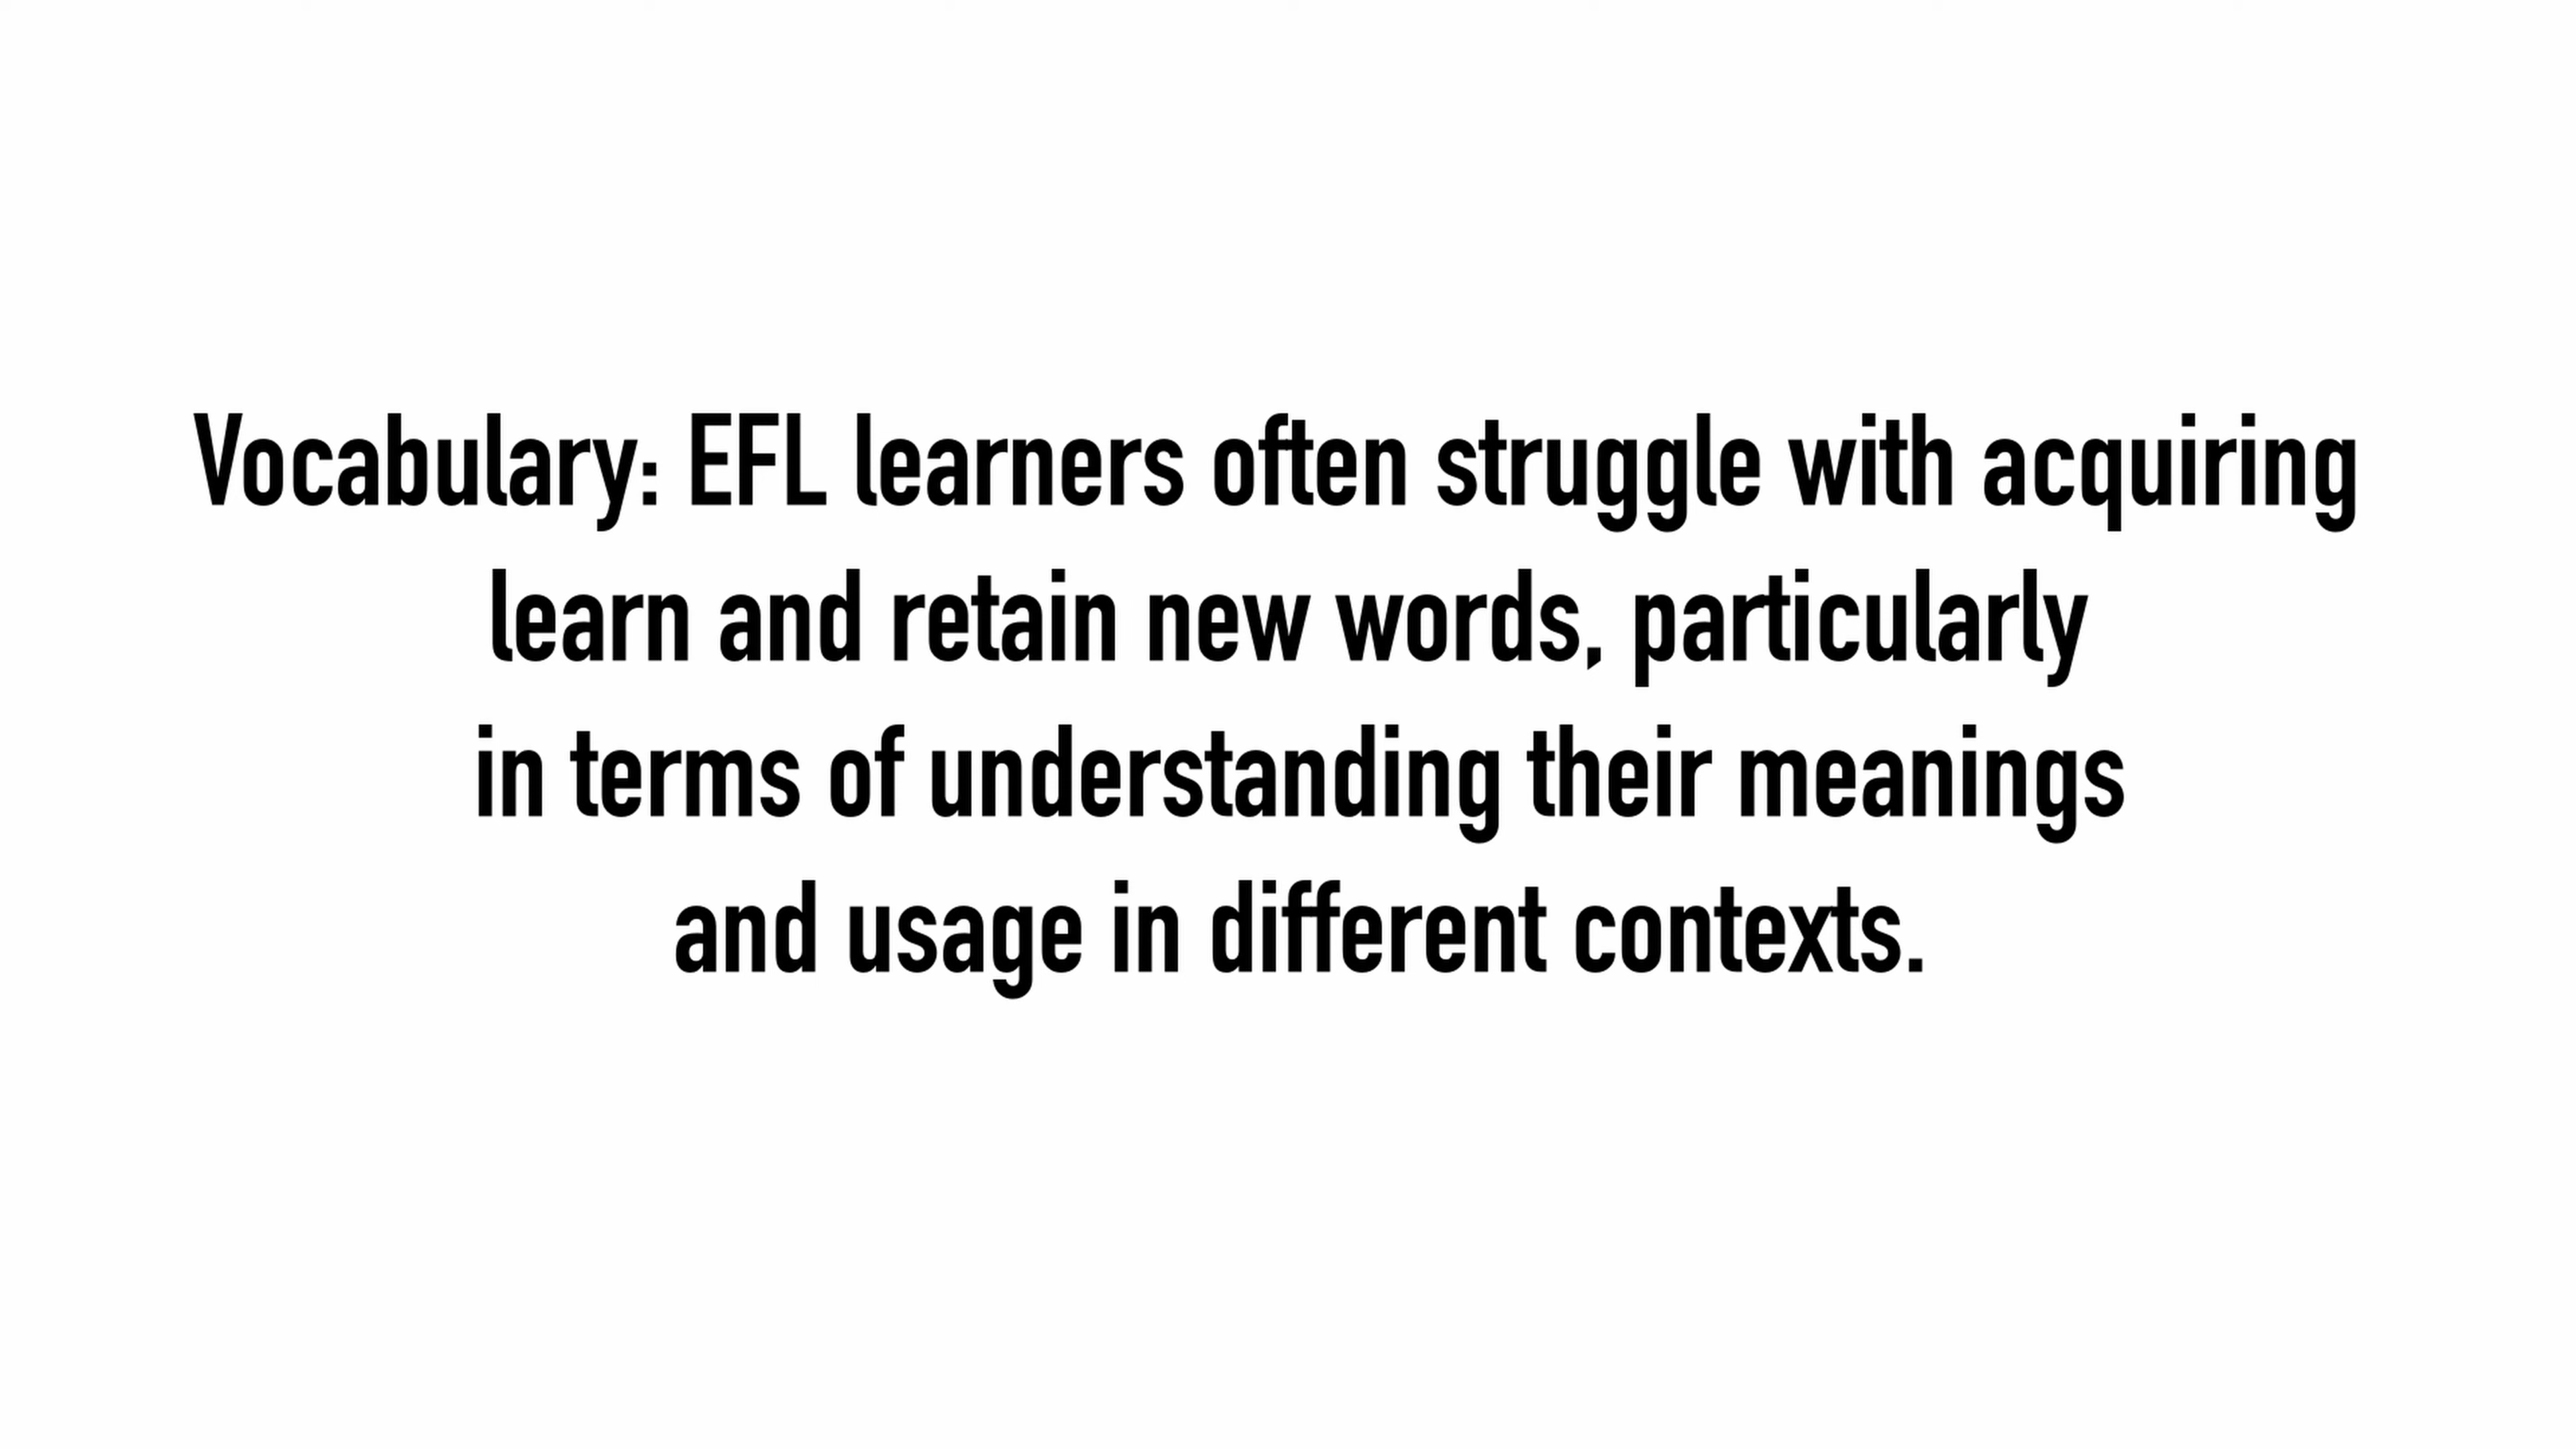 Vocabulary: EFL learners often struggle with acquiring
learn and retain new words, particularly
in terms of understanding their meanings
and usage in different contexts.